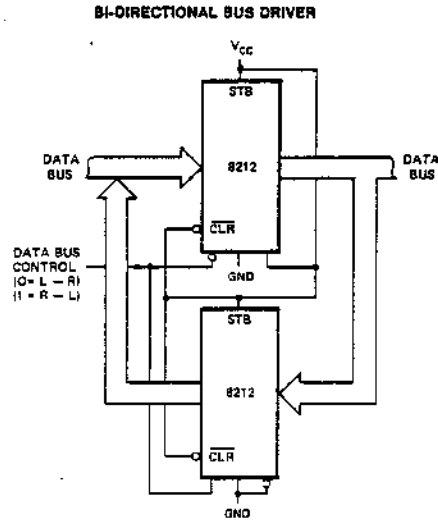 BI-DIRECTIONAL BUS DRIVER
VCC
STB
DATA
BUS
8212
DATA
BUS
CLR
DATA BUS
CONTROL
(0 = L – R)
(1 = R – L)
GND
STB
8212
CLR
GND